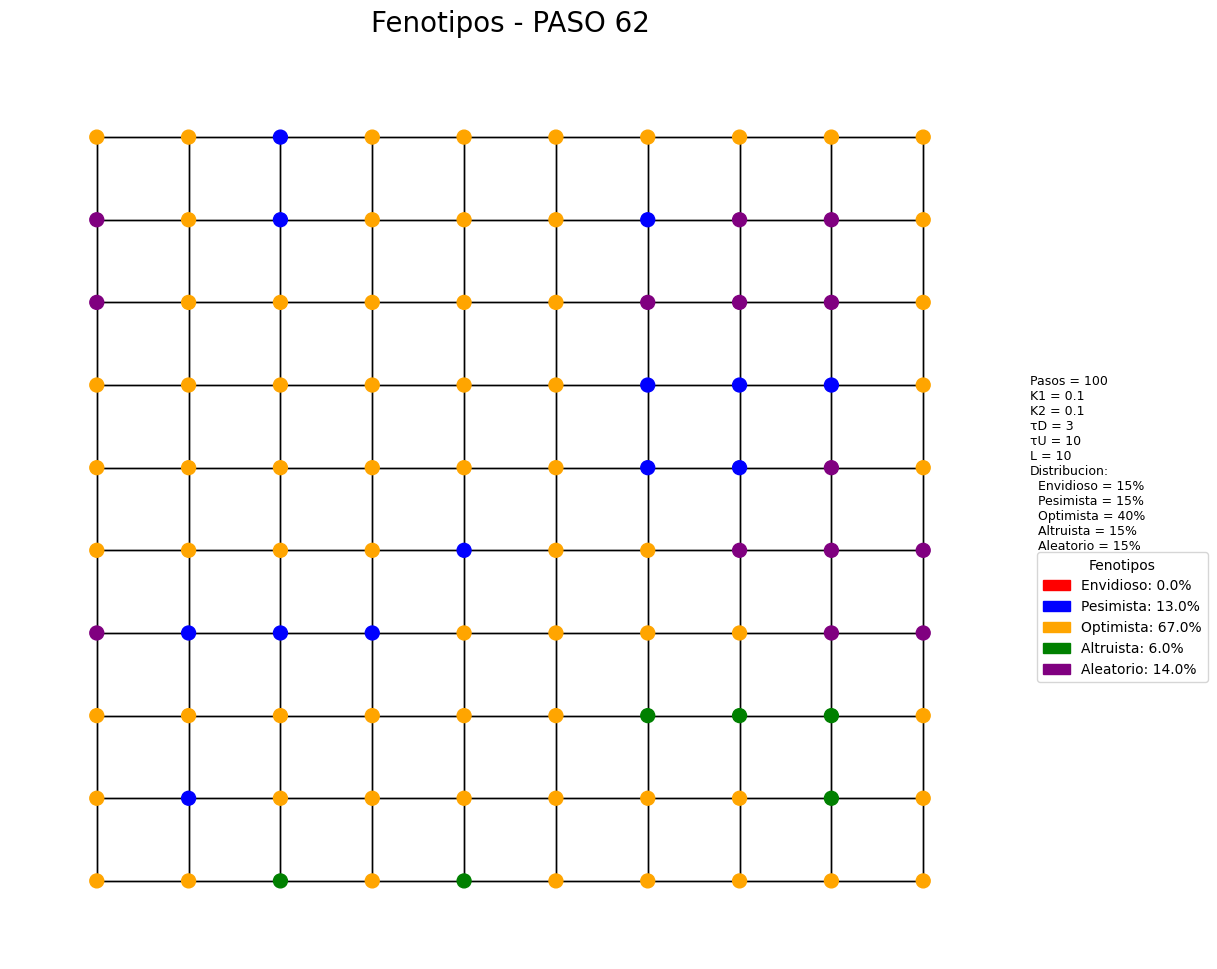 Fenotipos - PASO 62
Pasos = 100
K1 = 0.1
K2 = 0.1
τD = 3
τU = 10
L = 10
Distribucion:
Envidioso = 15%
Pesimista = 15%
Optimista = 40%
Altruista = 15%
Aleatorio = 15%
Fenotipos
Envidioso: 0.0%
Pesimista: 13.0%
Optimista: 67.0%
Altruista: 6.0%
Aleatorio: 14.0%